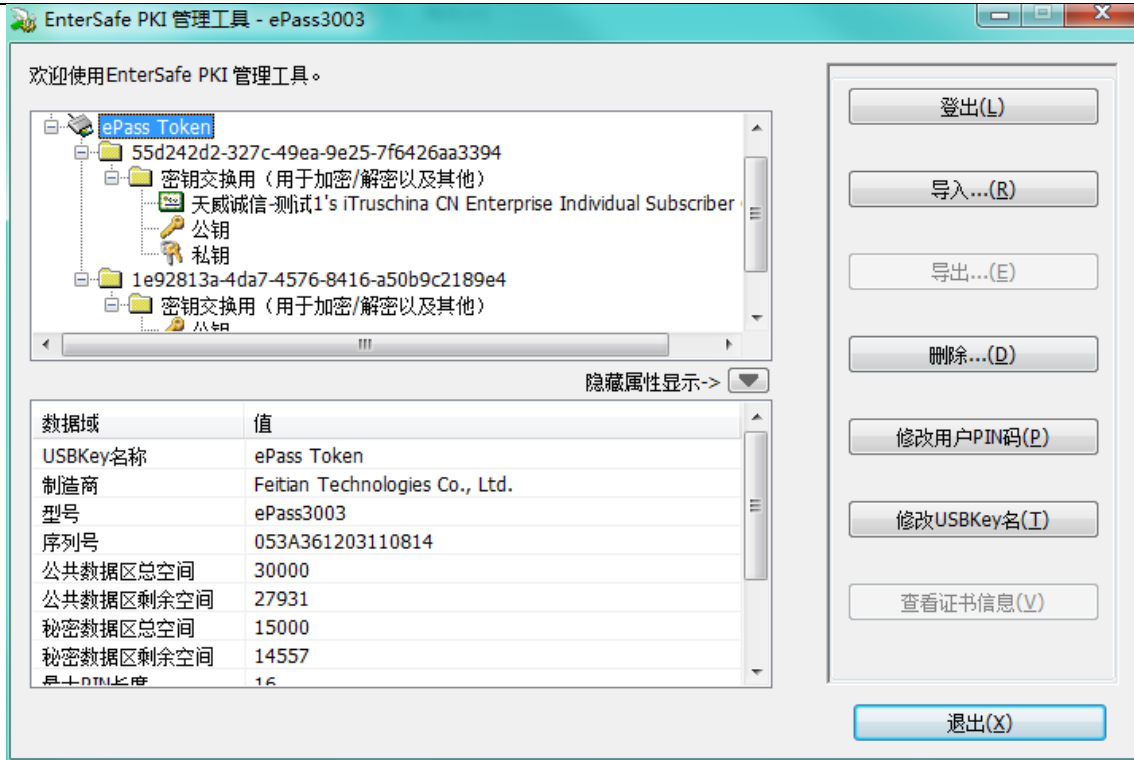 EnterSafe PKI 管理工具 - ePass3003
欢迎使用EnterSafe PKI 管理工具。
ePass Token
55d242d2-327c-49ea-9e25-7f6426aa3394
密钥交换用（用于加密/解密以及其他）
天威诚信-测试1's iTruschina CN Enterprise Individual Subscriber
公钥
私钥
1e92813a-4da7-4576-8416-a50b9c2189e4
密钥交换用（用于加密/解密以及其他）
公钥
隐藏属性显示->
数据域 值
USBKey名称 ePass Token
制造商 Feitian Technologies Co., Ltd.
型号 ePass3003
序列号 053A361203110814
公共数据区总空间 30000
公共数据区剩余空间 27931
秘密数据区总空间 15000
秘密数据区剩余空间 14557
最大PIN长度 16
登出(L)
导入...(R)
导出...(E)
删除...(D)
修改用户PIN码(P)
修改USBKey名(T)
查看证书信息(V)
退出(X)